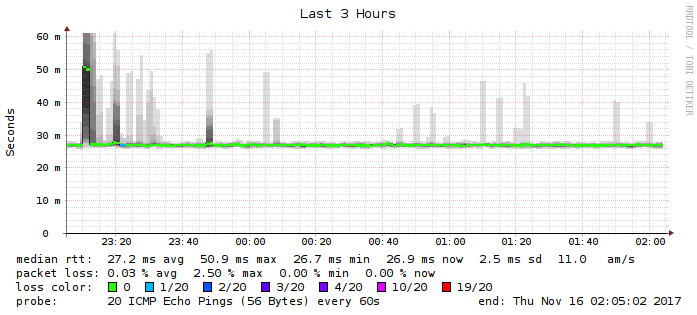 Last 3 Hours
RRDTOOL / TOBI OETIKER
Seconds
60 m
50 m
40 m
30 m
20 m
10 m
0
23:20 23:40 00:00 00:20 00:40 01:00 01:20 01:40 02:00
median rtt: 27.2 ms avg 50.9 ms max 26.7 ms min 26.9 ms now 2.5 ms sd 11.0 am/s
packet loss: 0.03 % avg 2.50 % max 0.00 % min 0.00 % now
loss color: 0 1/20 2/20 3/20 4/20 10/20 19/20
probe: 20 ICMP Echo Pings (56 Bytes) every 60s end: Thu Nov 16 02:05:02 2017